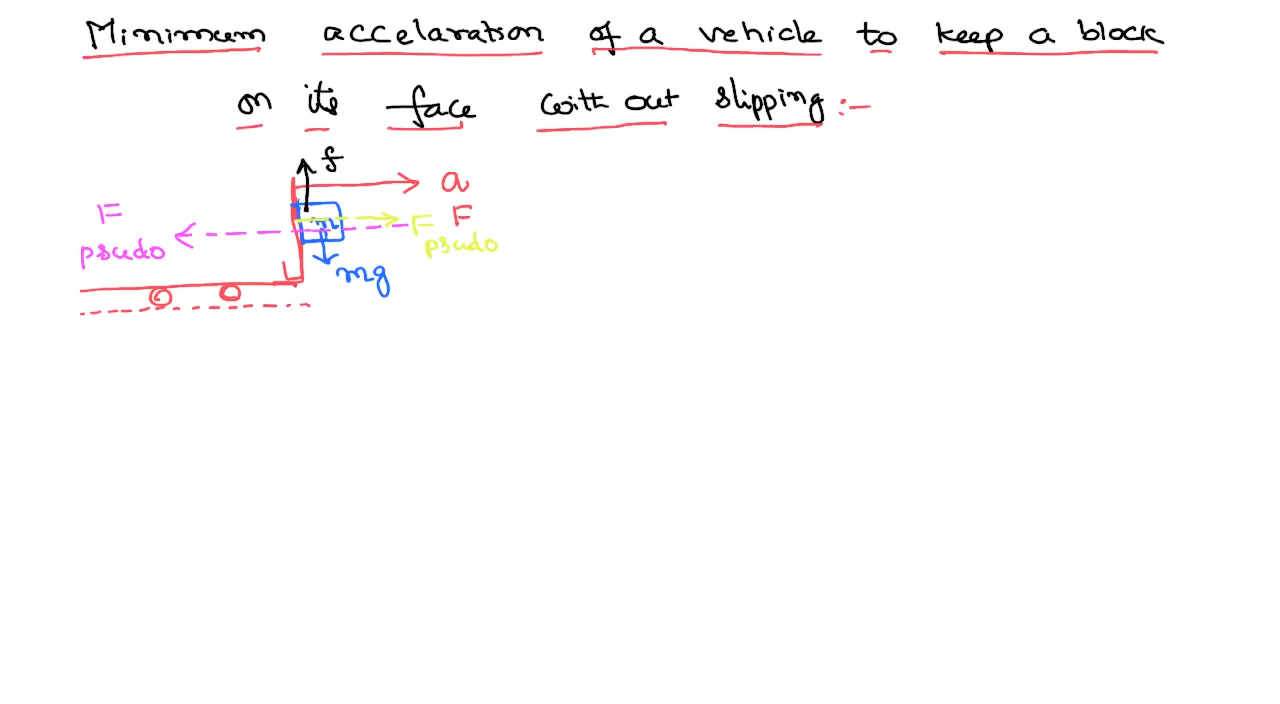 Minimum accelaration of a vehicle to keep a block
on its face with out slipping :-
f
a
F
psudo
m
F
F
psudo
mg